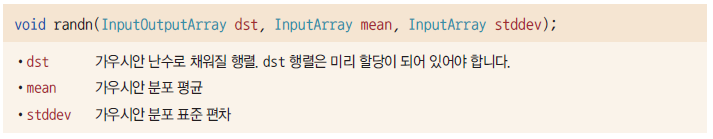 void randn(InputOutputArray dst, InputArray mean, InputArray stddev);
• dst 가우시안 난수로 채워질 행렬. dst 행렬은 미리 할당이 되어 있어야 합니다.
• mean 가우시안 분포 평균
• stddev 가우시안 분포 표준 편차